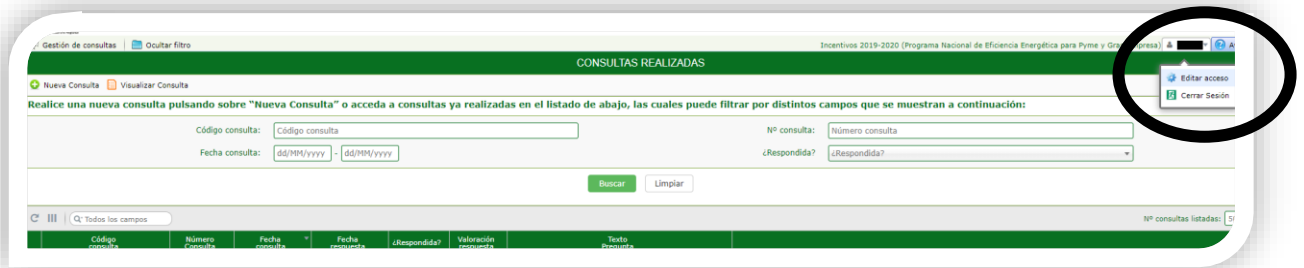 Gestión de consultas Ocultar filtro Incentivos 2019-2020 (Programa Nacional de Eficiencia Energética para Pyme y
CONSULTAS REALIZADAS
Editar acceso
Nueva Consulta Visualizar Consulta
Cerrar Sesión
Realice una nueva consulta pulsando sobre "Nueva Consulta" o acceda a consultas ya realizadas en el listado de abajo, las cuales puede filtrar por distintos campos que se muestran a continuación:
Código consulta: Código consulta Nº consulta: Número consulta
Fecha consulta: dd/MM/yyyy - dd/MM/yyyy ¿Respondida? ¿Respondida?
Buscar Limpiar
Todos los campos Nº consultas listadas:
Código consulta Número Consulta Fecha consulta Fecha respuesta ¿Respondida? Valoración respuesta Texto Pregunta